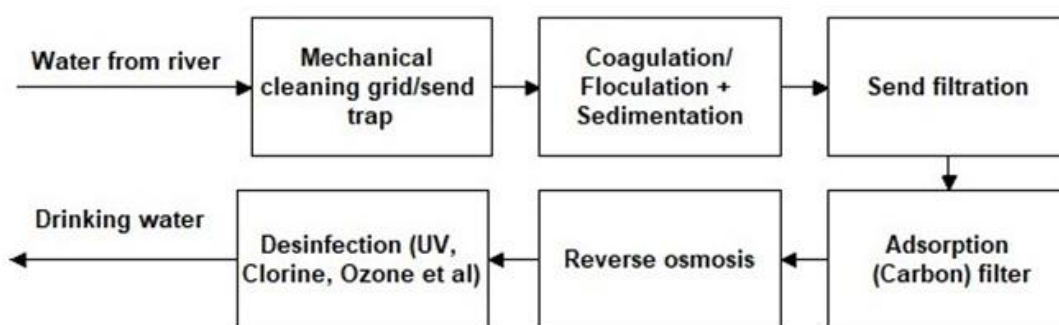 Water from river
Mechanical
cleaning grid/send
trap
Coagulation/
Floculation +
Sedimentation
Send filtration
Adsorption
(Carbon) filter
Reverse osmosis
Desinfection (UV,
Clorine, Ozone et al)
Drinking water